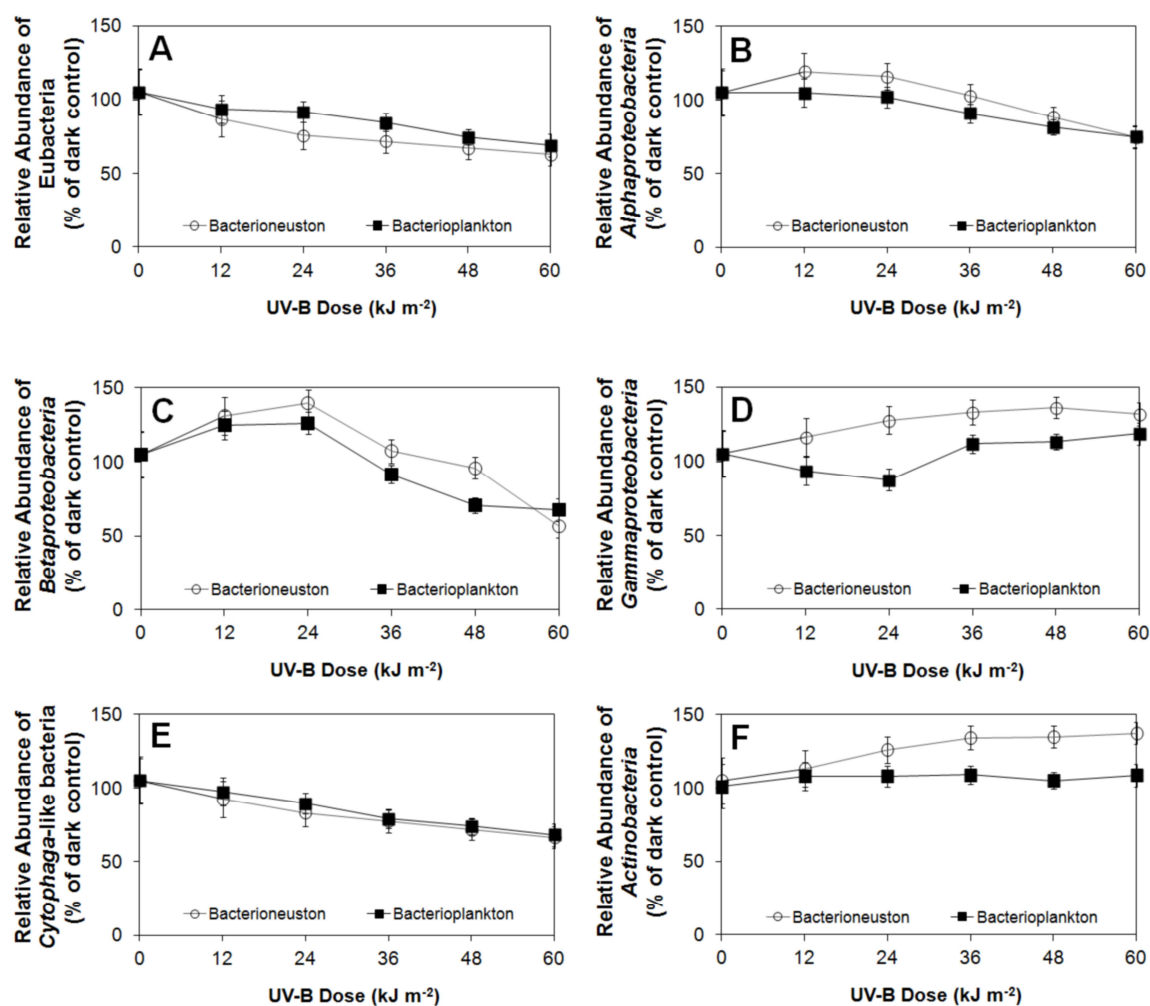 A
Relative Abundance of
Eubacteria
(% of dark control)
150
100
50
0
Bacterioneuston
Bacterioplankton
0 12 24 36 48 60
UV-B Dose (kJ m⁻²)
B
Relative Abundance of
Alphaproteobacteria
(% of dark control)
150
100
50
0
Bacterioneuston
Bacterioplankton
0 12 24 36 48 60
UV-B Dose (kJ m⁻²)
C
Relative Abundance of
Betaproteobacteria
(% of dark control)
150
100
50
0
Bacterioneuston
Bacterioplankton
0 12 24 36 48 60
UV-B Dose (kJ m⁻²)
D
Relative Abundance of
Gammaproteobacteria
(% of dark control)
150
100
50
0
Bacterioneuston
Bacterioplankton
0 12 24 36 48 60
UV-B Dose (kJ m⁻²)
E
Relative Abundance of
Cytophaga-like bacteria
(% of dark control)
150
100
50
0
Bacterioneuston
Bacterioplankton
0 12 24 36 48 60
UV-B Dose (kJ m⁻²)
F
Relative Abundance of
Actinobacteria
(% of dark control)
150
100
50
0
Bacterioneuston
Bacterioplankton
0 12 24 36 48 60
UV-B Dose (kJ m⁻²)